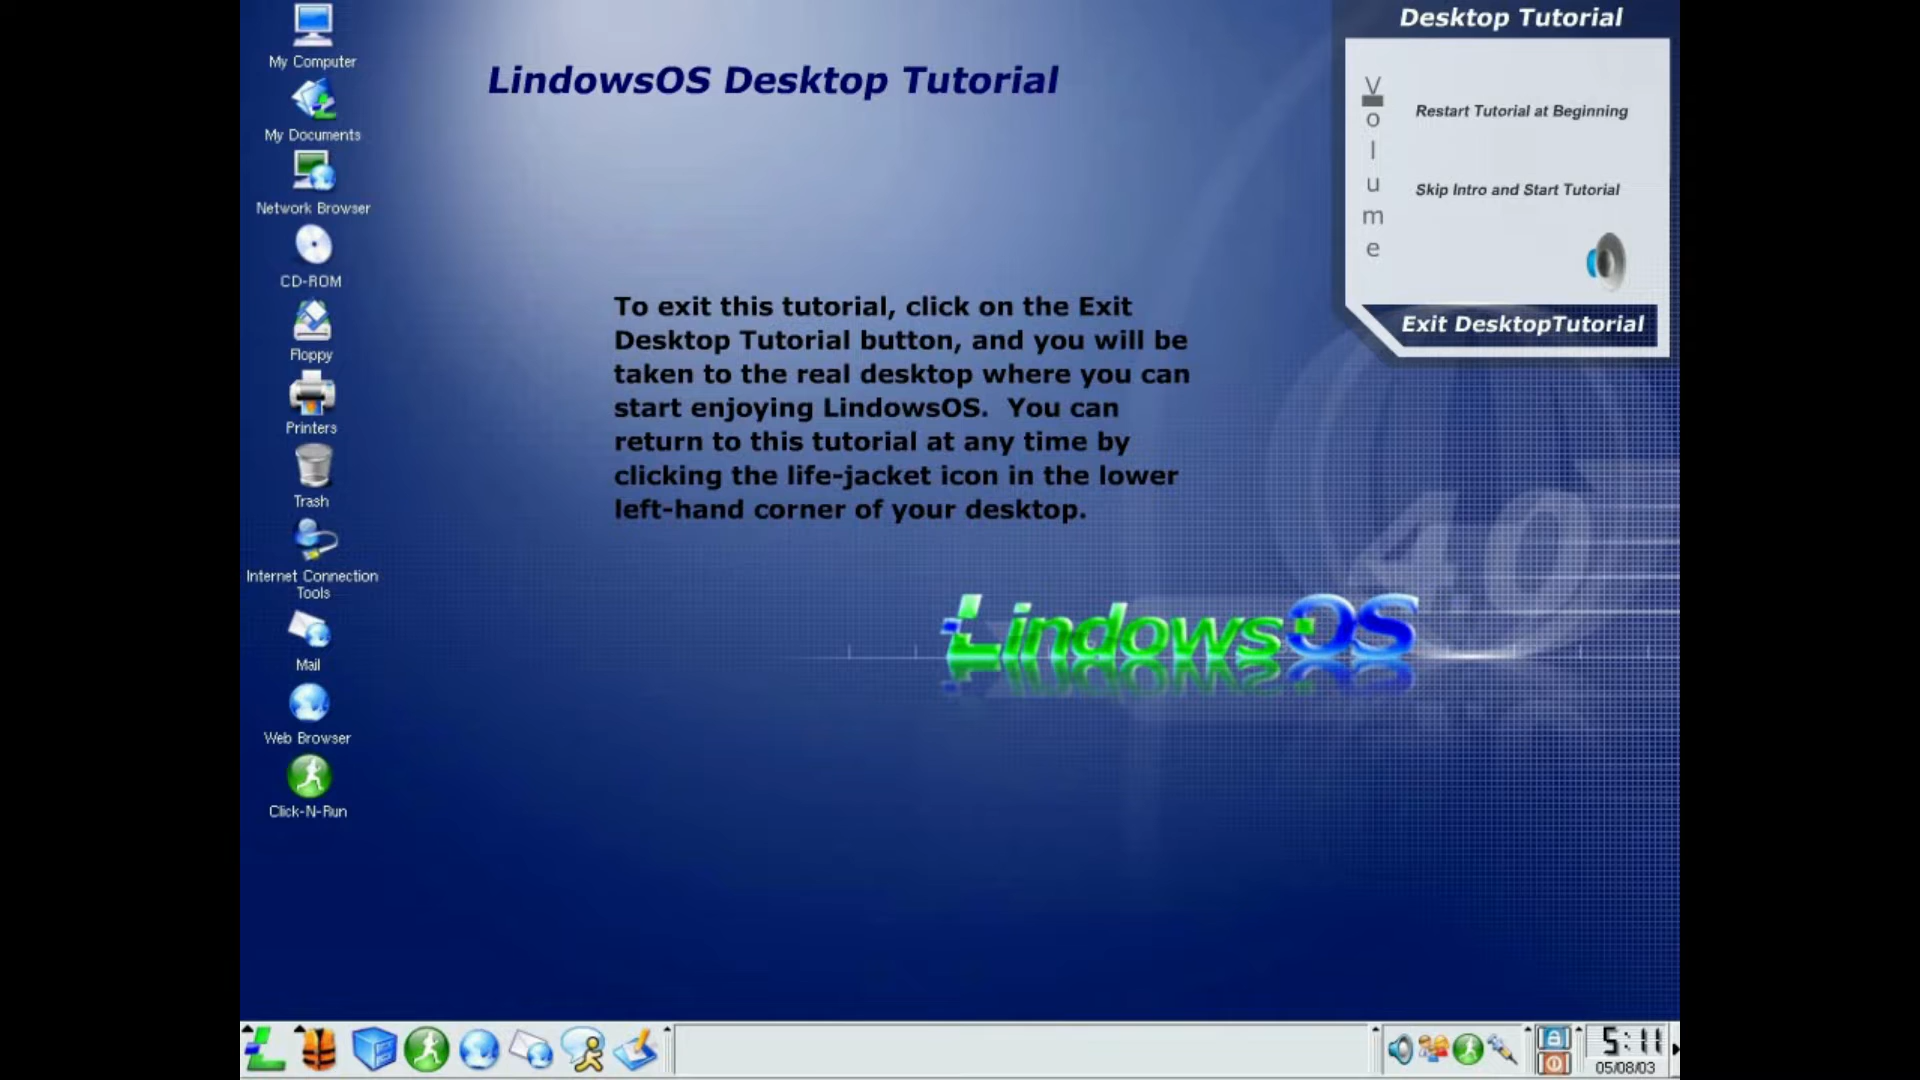 My Computer
My Documents
Network Browser
CD-ROM
Floppy
Printers
Trash
Internet Connection
Tools
Mail
Web Browser
Click-N-Run
LindowsOS Desktop Tutorial
To exit this tutorial, click on the Exit
Desktop Tutorial button, and you will be
taken to the real desktop where you can
start enjoying LindowsOS.  You can
return to this tutorial at any time by
clicking the life-jacket icon in the lower
left-hand corner of your desktop.
Desktop Tutorial
Volume
Restart Tutorial at Beginning
Skip Intro and Start Tutorial
Exit DesktopTutorial
4.0
LindowsOS
5:11
05/08/03